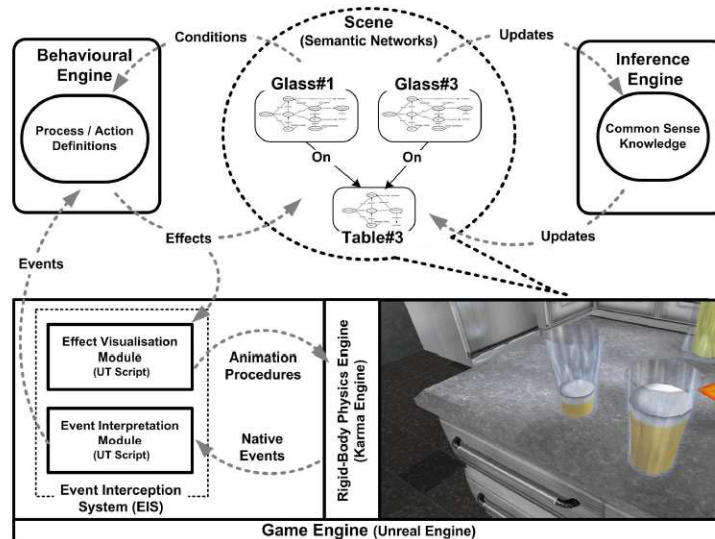 Scene
(Semantic Networks)
Conditions
Updates
Behavioural
Engine
Inference
Engine
Glass#1
Glass#3
Process / Action
Definitions
Common Sense
Knowledge
On
On
Table#3
Effects
Updates
Events
Effect Visualisation
Module
(UT Script)
Animation
Procedures
Event Interpretation
Module
(UT Script)
Native
Events
Event Interception
System (EIS)
Rigid-Body Physics Engine
(Karma Engine)
Game Engine (Unreal Engine)